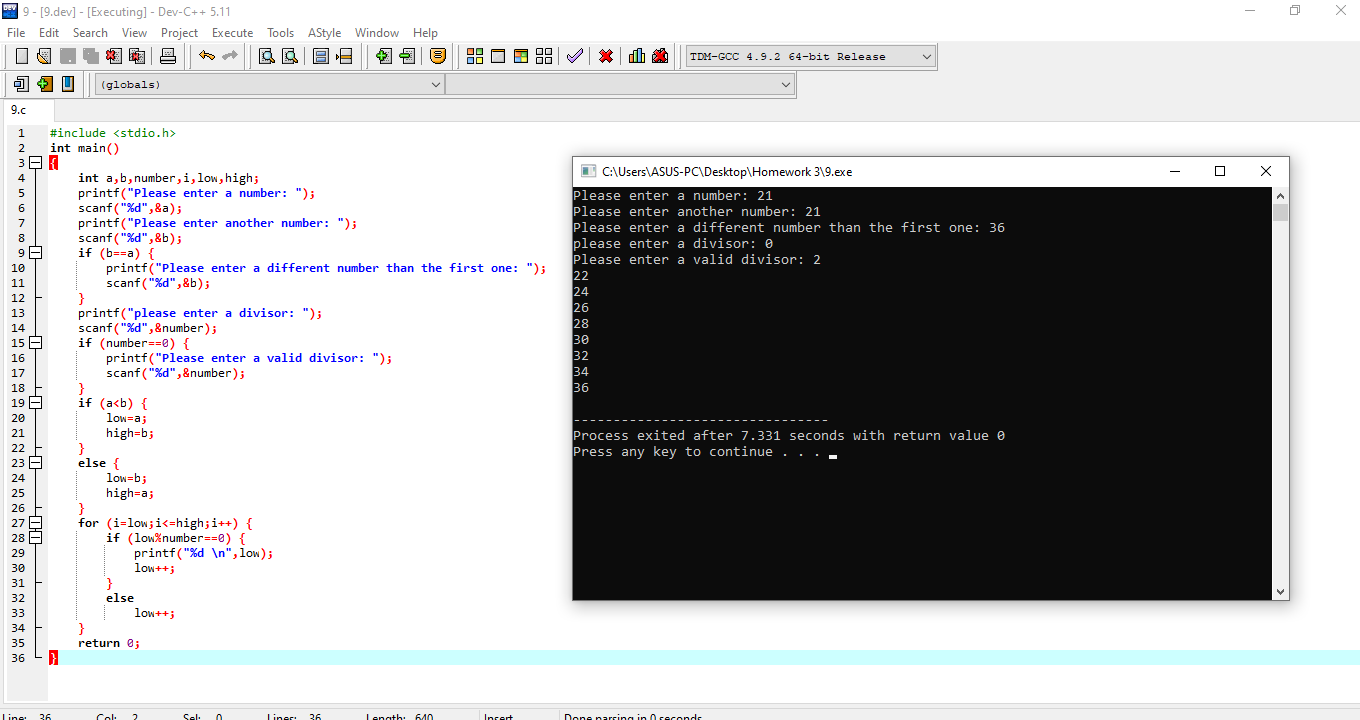 9 - [9.dev] - [Executing] - Dev-C++ 5.11
File Edit Search View Project Execute Tools AStyle Window Help
TDM-GCC 4.9.2 64-bit Release
(globals)
9.c
1 #include <stdio.h>
2 int main()
3 {
4 int a,b,number,i,low,high;
5 printf("Please enter a number: ");
6 scanf("%d",&a);
7 printf("Please enter another number: ");
8 scanf("%d",&b);
9 if (b==a) {
10 printf("Please enter a different number than the first one: ");
11 scanf("%d",&b);
12 }
13 printf("please enter a divisor: ");
14 scanf("%d",&number);
15 if (number==0) {
16 printf("Please enter a valid divisor: ");
17 scanf("%d",&number);
18 }
19 if (a<b) {
20 low=a;
21 high=b;
22 }
23 else {
24 low=b;
25 high=a;
26 }
27 for (i=low;i<=high;i++) {
28 if (low%number==0) {
29 printf("%d \n",low);
30 low++;
31 }
32 else
33 low++;
34 }
35 return 0;
36 }
C:\Users\ASUS-PC\Desktop\Homework 3\9.exe
Please enter a number: 21
Please enter another number: 21
Please enter a different number than the first one: 36
please enter a divisor: 0
Please enter a valid divisor: 2
22
24
26
28
30
32
34
36
--------------------------------
Process exited after 7.331 seconds with return value 0
Press any key to continue . . .
Line: 36 Col: 2 Sel: 0 Lines: 36 Length: 640 Insert Done parsing in 0 seconds